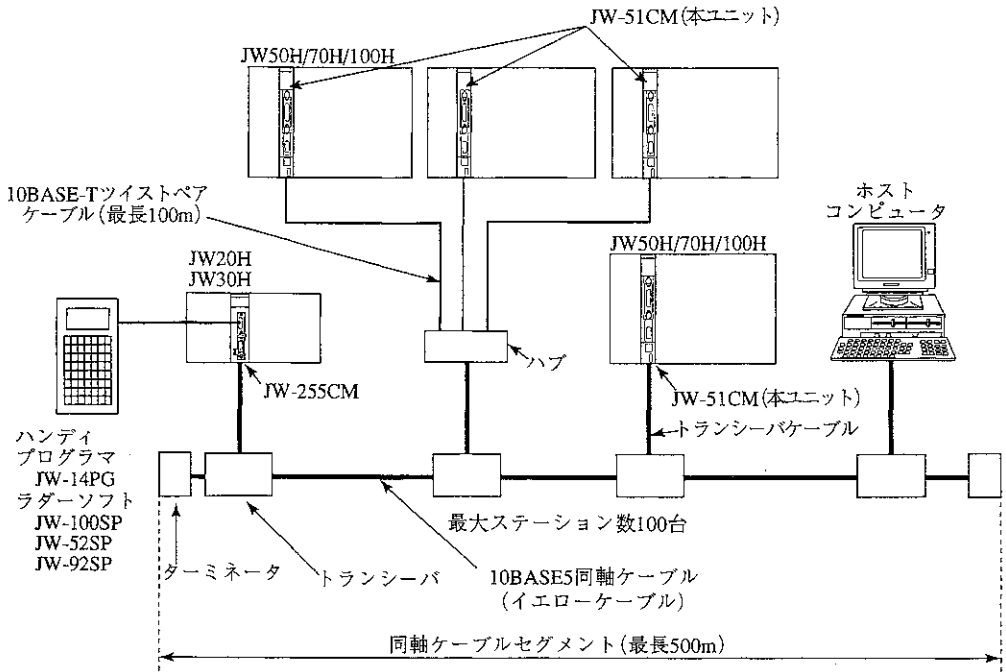 JW-51CM(本ユニット)
JW50H/70H/100H
10BASE-Tツイストペア
ケーブル(最長100m)
ホスト
コンピュータ
JW20H
JW30H
JW50H/70H/100H
ハブ
JW-255CM
JW-51CM(本ユニット)
トランシーバケーブル
ハンディ
プログラマ
JW-14PG
ラダーソフト
JW-100SP
JW-52SP
JW-92SP
最大ステーション数100台
ターミネータ
トランシーバ
10BASE5同軸ケーブル
(イエローケーブル)
同軸ケーブルセグメント(最長500m)